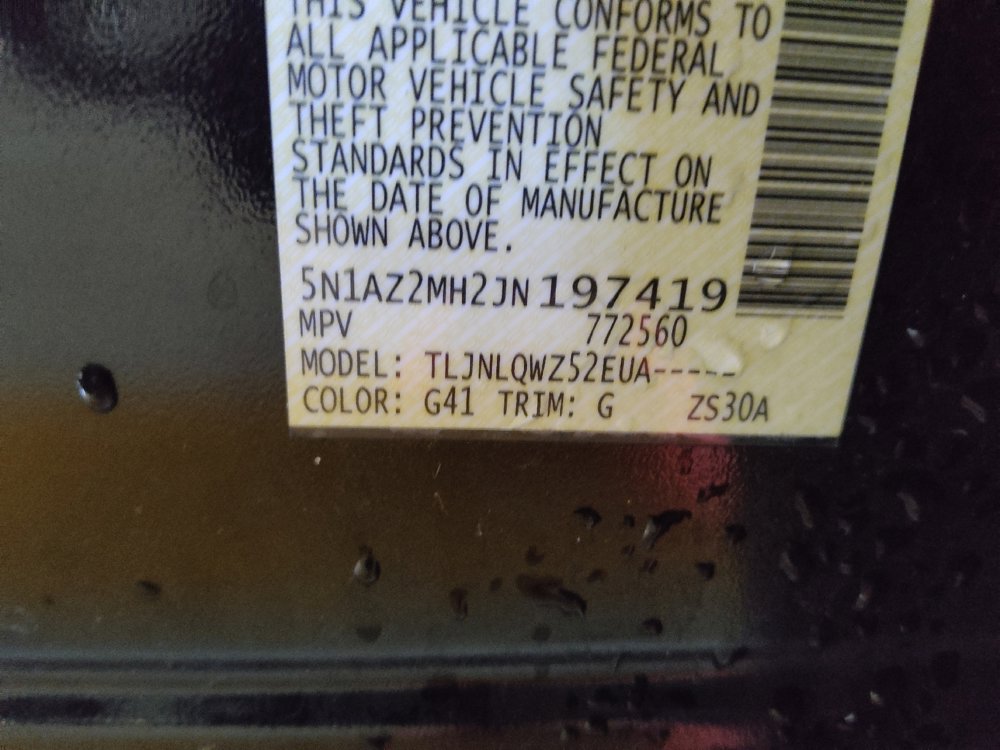 THIS VEHICLE CONFORMS TO
ALL APPLICABLE FEDERAL
MOTOR VEHICLE SAFETY AND
THEFT PREVENTION
STANDARDS IN EFFECT ON
THE DATE OF MANUFACTURE
SHOWN ABOVE.
5N1AZ2MH2JN197419
MPV 772560
MODEL: TLJNLQWZ52EUA-----
COLOR: G41 TRIM: G ZS30A